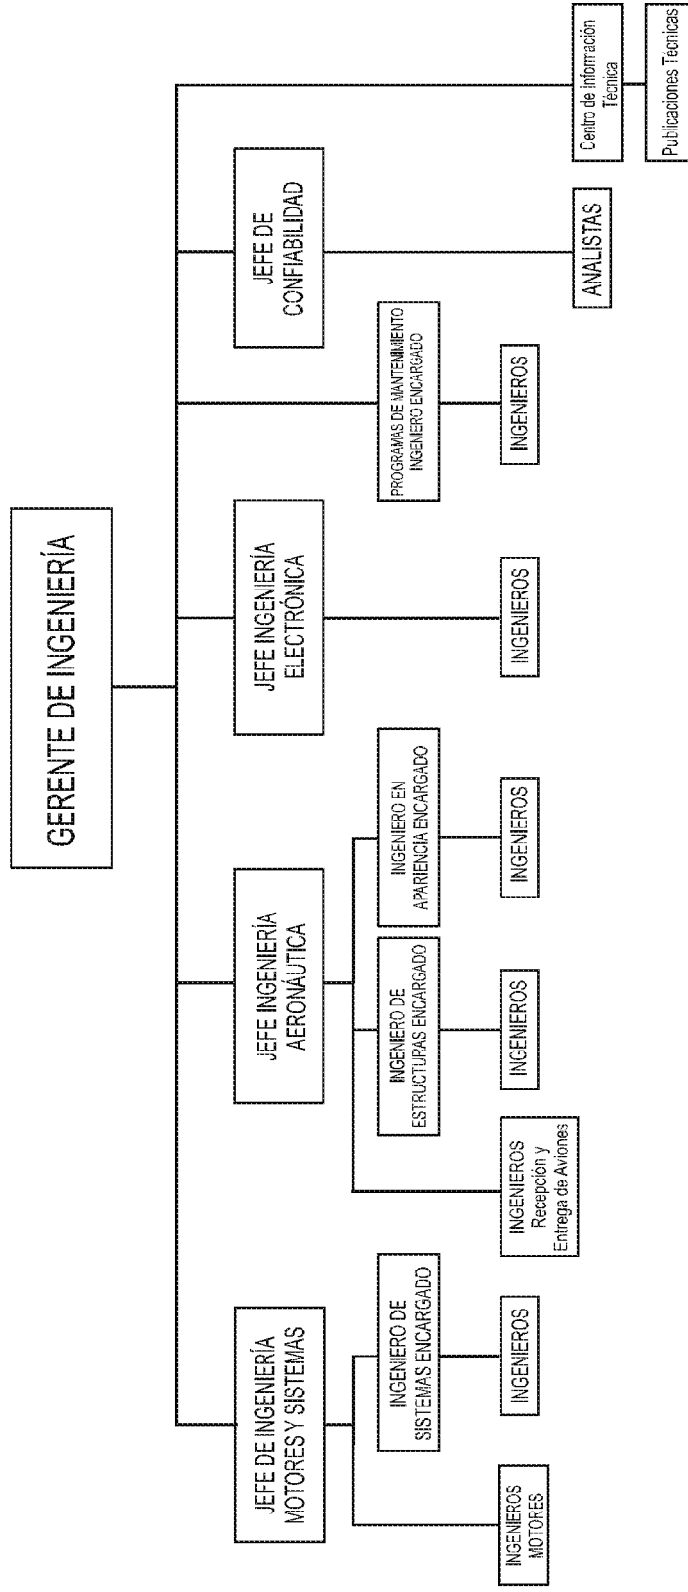 GERENTE DE INGENIERÍA
JEFE DE INGENIERÍA
MOTORES Y SISTEMAS
JEFE INGENIERÍA
AERONÁUTICA
JEFE INGENIERÍA
ELECTRÓNICA
JEFE DE
CONFIABILIDAD
INGENIERO DE
SISTEMAS ENCARGADO
INGENIERO DE
ESTRUCTURAS ENCARGADO
INGENIERO EN
APARIENCIA ENCARGADO
PROGRAMAS DE MANTENIMIENTO
INGENIERO ENCARGADO
INGENIEROS
MOTORES
INGENIEROS
INGENIEROS
Recepción y
Entrega de Aviones
INGENIEROS
INGENIEROS
INGENIEROS
INGENIEROS
ANALISTAS
Centro de Información
Técnica
Publicaciones Técnicas